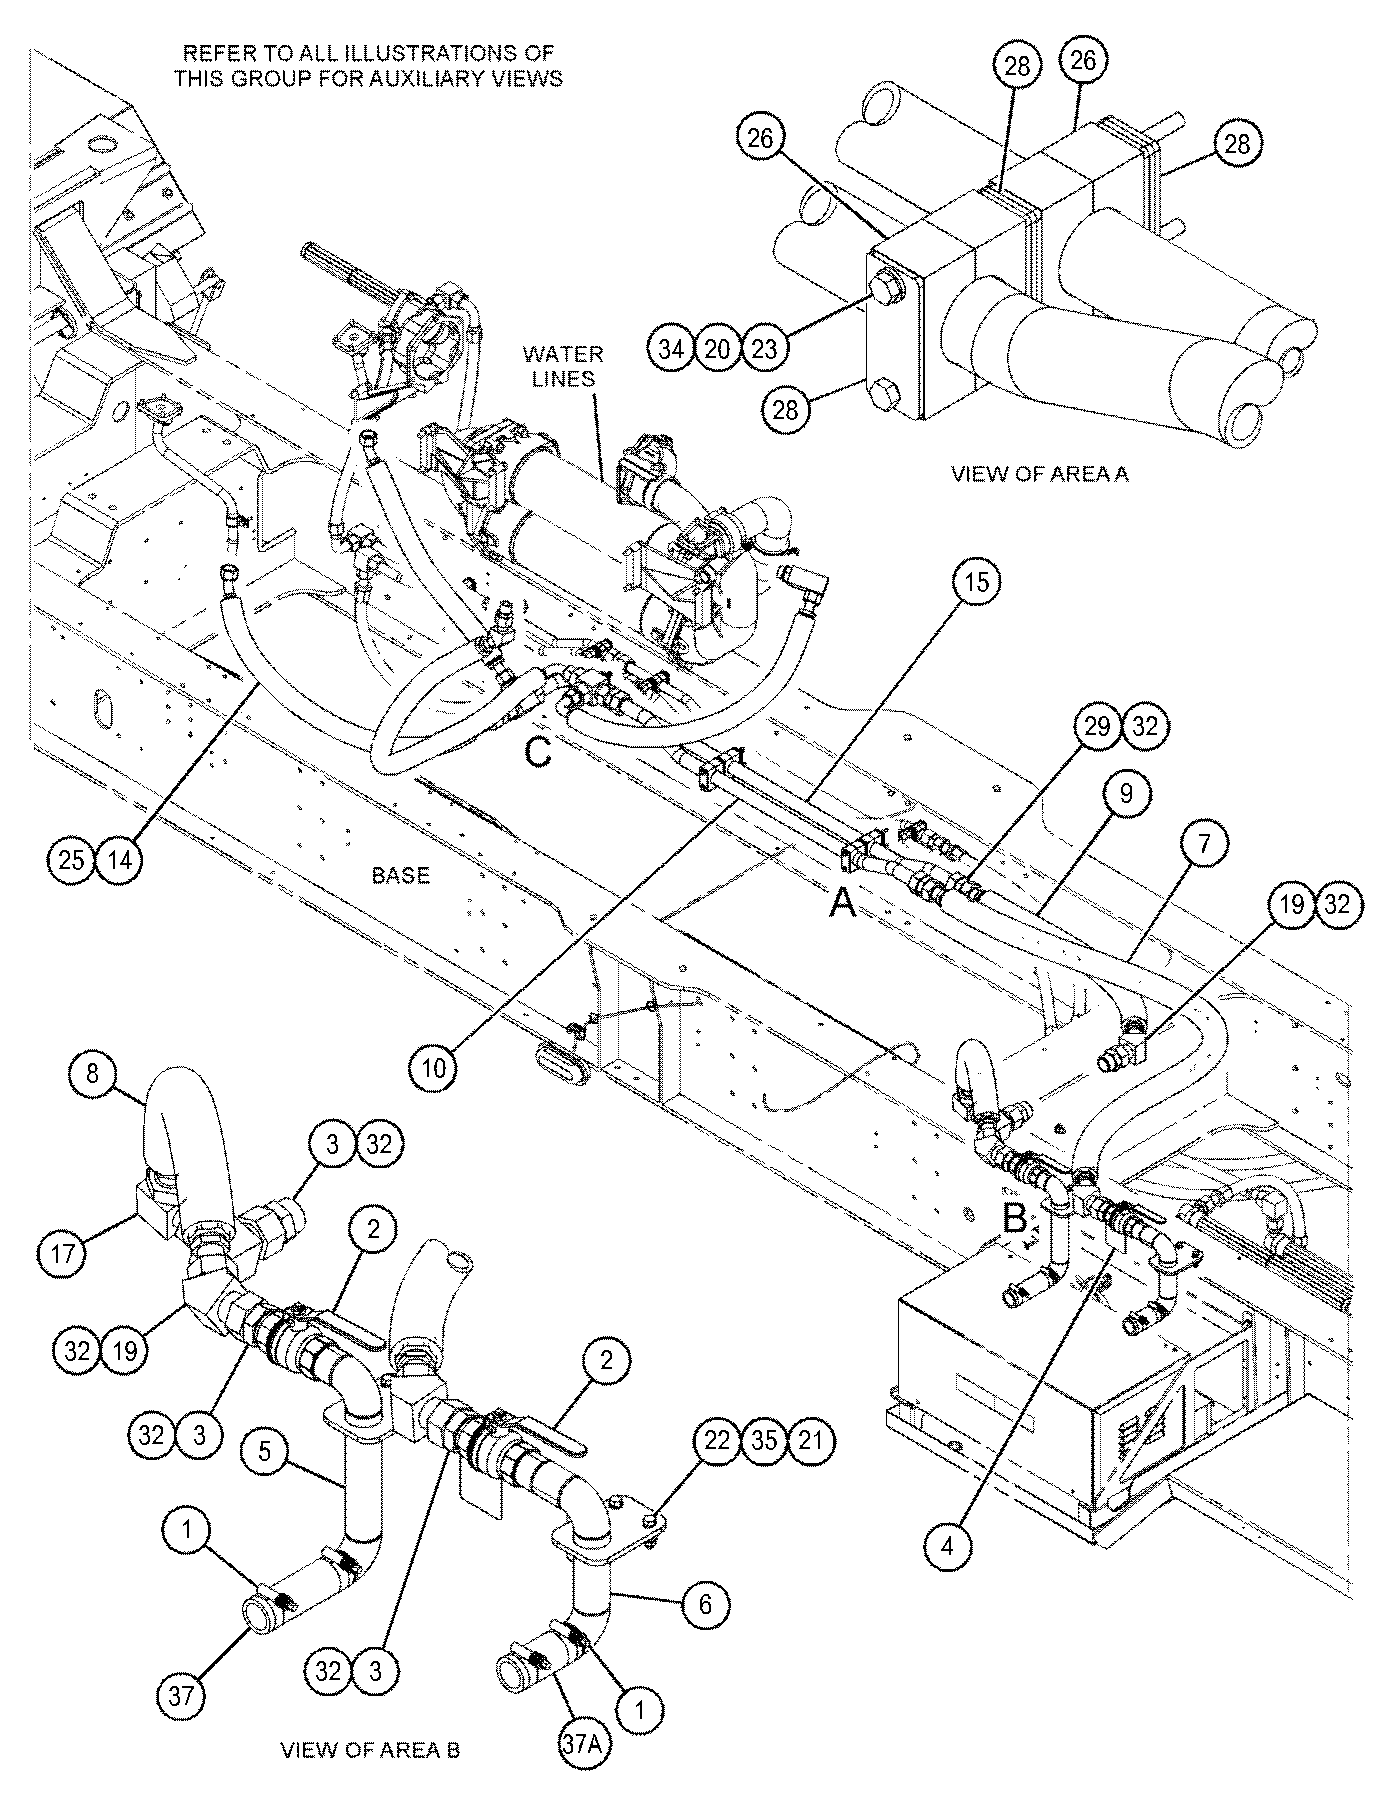 REFER TO ALL ILLUSTRATIONS OF
THIS GROUP FOR AUXILIARY VIEWS
28
26
26
28
34 20 23
28
VIEW OF AREA A
WATER
LINES
15
29 32
9
7
19 32
C
25 14
BASE
A
10
B
4
8
3 32
17
2
32 19
2
32 3
5
22 35 21
1
6
32 3
37
1
37A
VIEW OF AREA B